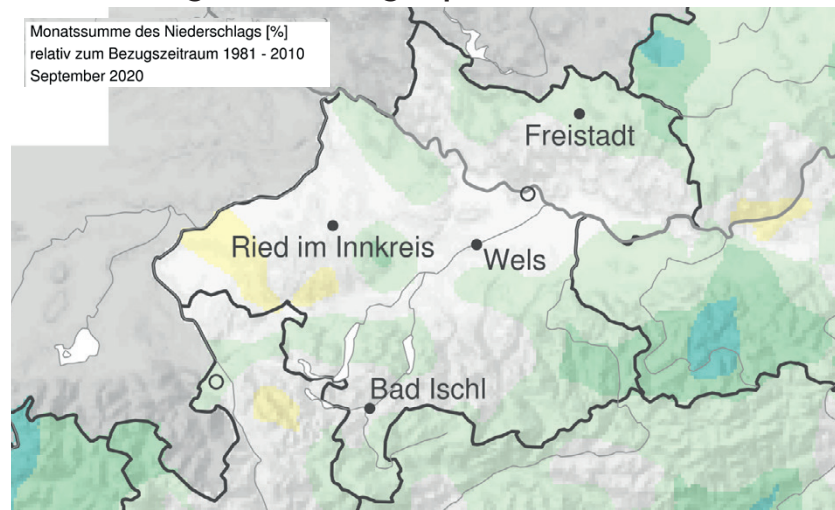 Monatssumme des Niederschlags [%]
relativ zum Bezugszeitraum 1981 - 2010
September 2020
Freistadt
Ried im Innkreis
Wels
Bad Ischl